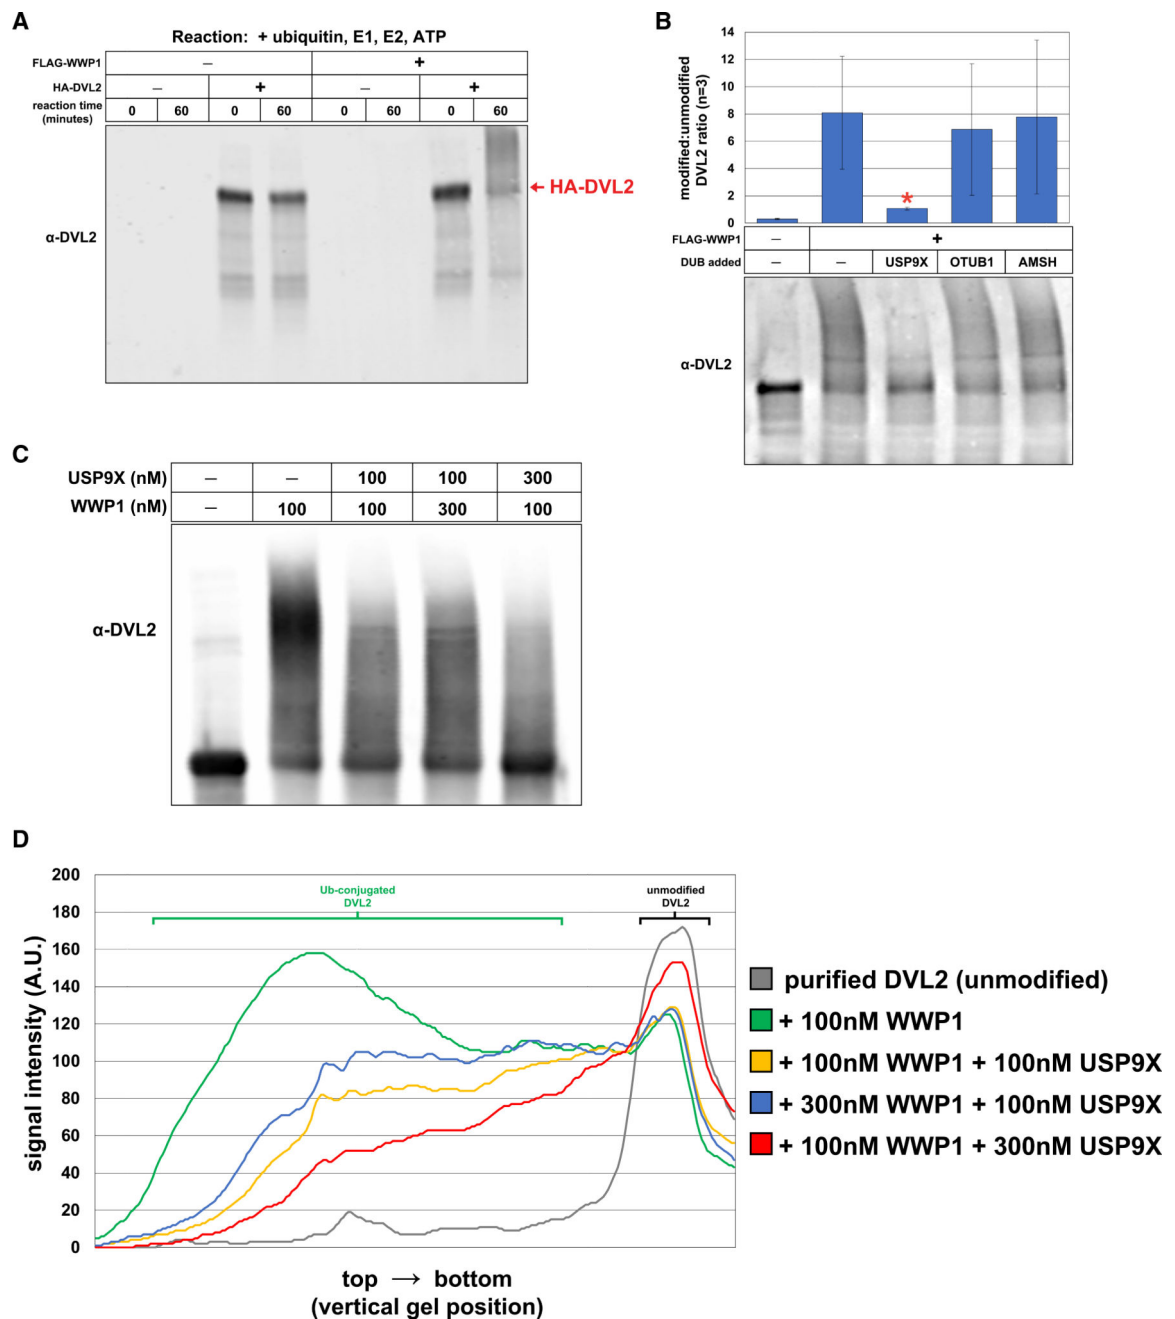 A
Reaction: + ubiquitin, E1, E2, ATP
FLAG-WWP1 – +
HA-DVL2 – + – +
reaction time (minutes) 0 60 0 60 0 60 0 60
α-DVL2
← HA-DVL2
B
modified:unmodified
DVL2 ratio (n=3)
14
12
10
8
6
4
2
0
*
FLAG-WWP1 – +
DUB added – – USP9X OTUB1 AMSH
α-DVL2
C
USP9X (nM) – – 100 100 300
WWP1 (nM) – 100 100 300 100
α-DVL2
D
signal intensity (A.U.)
200
180
160
140
120
100
80
60
40
20
0
Ub-conjugated
DVL2
unmodified
DVL2
top → bottom
(vertical gel position)
purified DVL2 (unmodified)
+ 100nM WWP1
+ 100nM WWP1 + 100nM USP9X
+ 300nM WWP1 + 100nM USP9X
+ 100nM WWP1 + 300nM USP9X